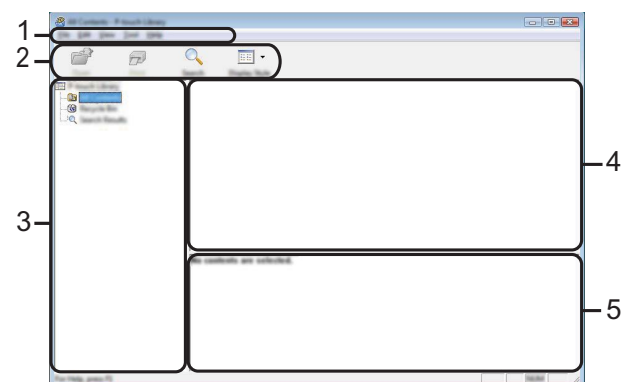 All Contents - P-touch Library
1
File Edit View Tool Help
2
Open Print Search Display Style
P-touch Library
All Contents
Recycle Bin
Search Results
3
4
No contents are selected.
5
For Help, press F1
NUM